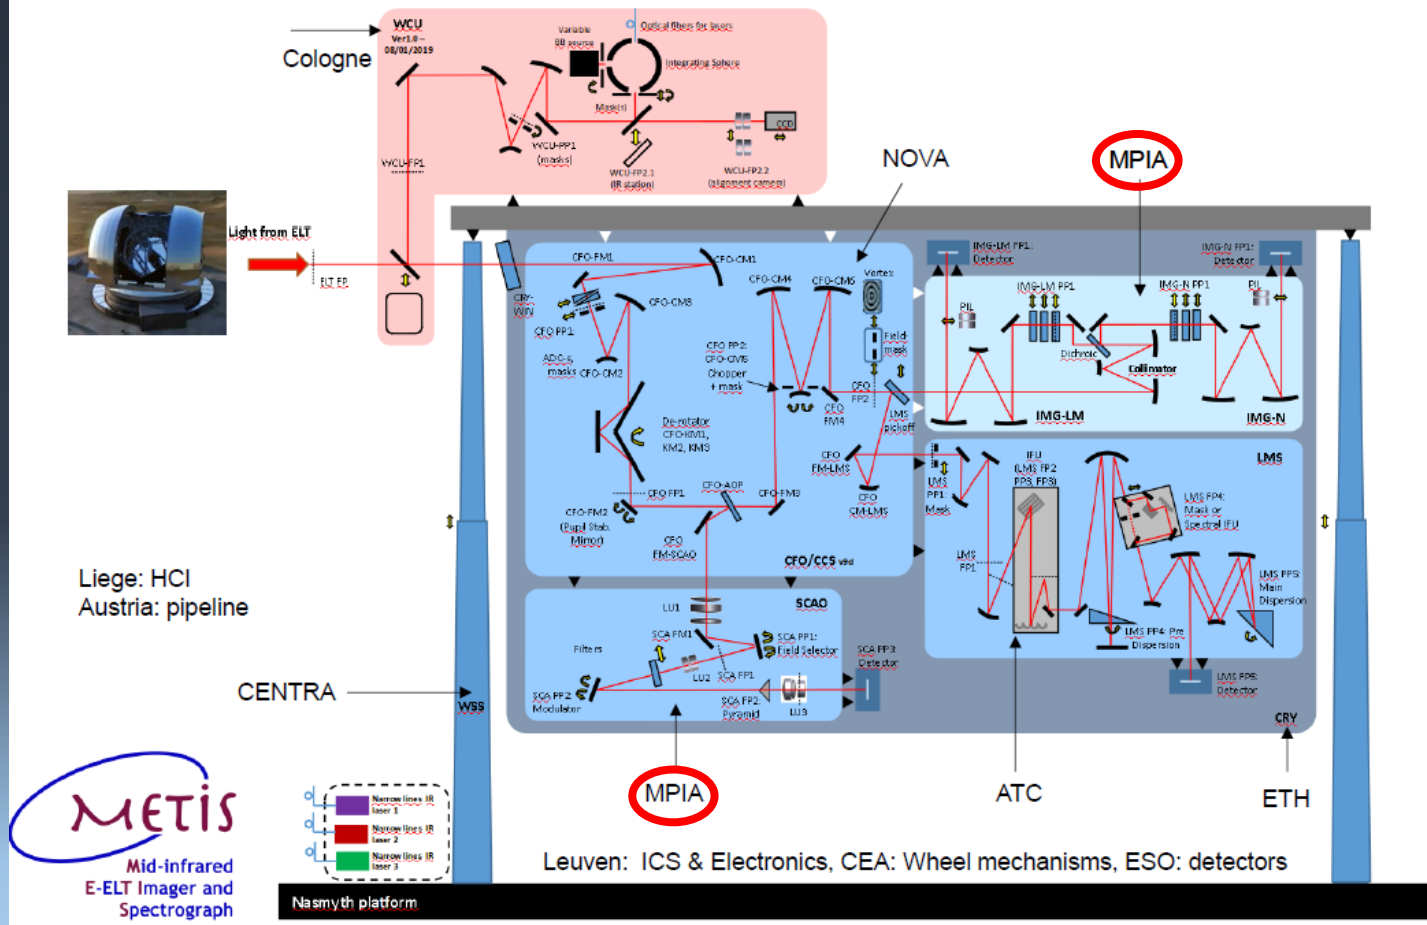 WCU
Ver1.0 –
08/01/2019
Cologne
Variable
BB source
Optical fibers for lasers
Integrating Sphere
Mask(s)
CCD
WCU-PP1
(masks)
WCU-FP1
WCU-FP2.1
(IR station)
WCU-FP2.2
(alignment camera)
NOVA
MPIA
Light from ELT
ELT FP
CRY-
WIN
CFO-FM1
CFO-CM1
CFO-CM3
CFO PP1:
ADC-s,
masks
CFO-CM2
CFO-CM4
CFO-CM5
Vortex
Field-
mask
CFO PP2:
CFO-CM6
Chopper
+ mask
CFO
FM4
CFO
FP2
LMS
pickoff
De-rotator
CFO-KM1,
KM2, KM3
CFO FP1
CFO-FM2
(Pupil Stab.
Mirror)
CFO-AOP
CFO-FM3
CFO
FM-SCAO
CFO
FM-LMS
CFO
CM-LMS
CFO/CCS v9d
IMG-LM FP1:
Detector
IMG-N FP1:
Detector
PIL
IMG-LM PP1
IMG-N PP1
PIL
Dichroic
Collimator
IMG-LM
IMG-N
LMS
LMS
PP1:
Mask
IFU
(LMS FP2
PP3, FP3)
LMS
FP1
LMS FP4:
Mask or
Spectral IFU
LMS PP5:
Main
Dispersion
LMS PP4: Pre
Dispersion
LMS FP5:
Detector
CRY
SCAO
LU1
SCA FM1
SCA PP1:
Field Selector
Filters
LU2
SCA FP1
SCA PP3
Detector
SCA PP2:
Modulator
SCA FP2:
Pyramid
LU3
Liege: HCI
Austria: pipeline
CENTRA
WSS
MPIA
ATC
ETH
METIS
Mid-infrared
E-ELT Imager and
Spectrograph
Narrow lines IR
laser 1
Narrow lines IR
laser 2
Narrow lines IR
laser 3
Leuven: ICS & Electronics, CEA: Wheel mechanisms, ESO: detectors
Nasmyth platform